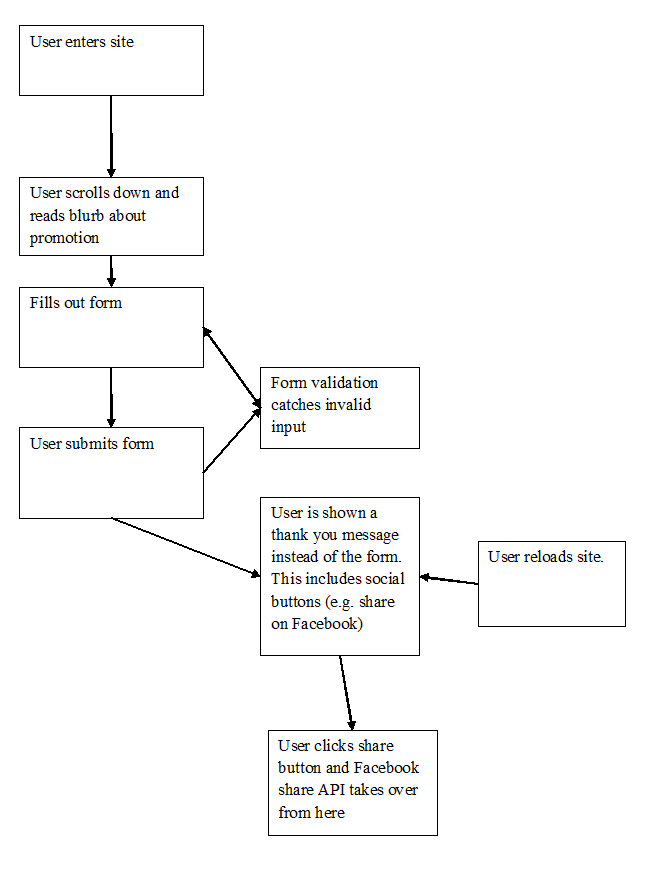 User enters site
User scrolls down and
reads blurb about
promotion
Fills out form
Form validation
catches invalid
input
User submits form
User is shown a
thank you message
instead of the form.
This includes social
buttons (e.g. share
on Facebook)
User reloads site.
User clicks share
button and Facebook
share API takes over
from here